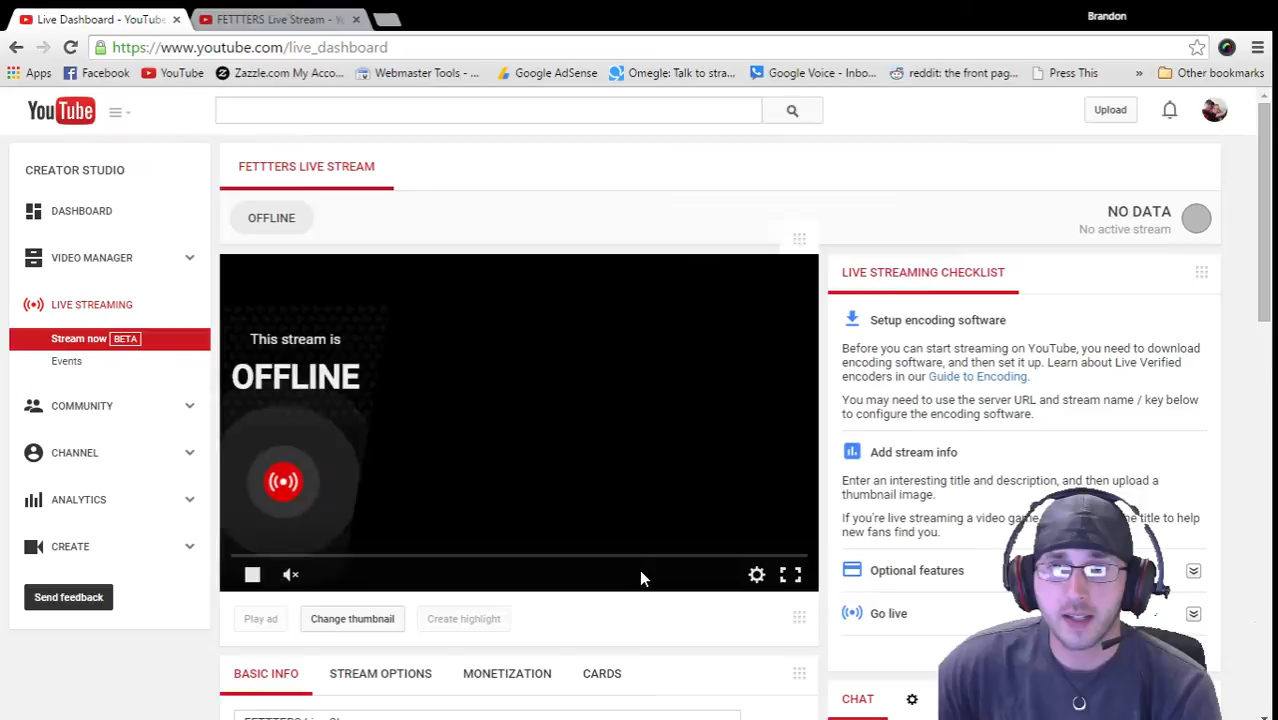 Live Dashboard - YouTube
FETTTERS Live Stream - Y
Brandon
https://www.youtube.com/live_dashboard
Apps
Facebook
YouTube
Zazzle.com My Acco...
Webmaster Tools - ...
Google AdSense
Omegle: Talk to stra...
Google Voice - Inbo...
reddit: the front pag...
Press This
»
Other bookmarks
YouTube
Upload
CREATOR STUDIO
DASHBOARD
VIDEO MANAGER
LIVE STREAMING
Stream now BETA
Events
COMMUNITY
CHANNEL
ANALYTICS
CREATE
Send feedback
FETTTERS LIVE STREAM
OFFLINE
NO DATA
No active stream
This stream is
OFFLINE
Play ad
Change thumbnail
Create highlight
BASIC INFO
STREAM OPTIONS
MONETIZATION
CARDS
FETTTERS Live Stream
LIVE STREAMING CHECKLIST
Setup encoding software
Before you can start streaming on YouTube, you need to download
encoding software, and then set it up. Learn about Live Verified
encoders in our Guide to Encoding.
You may need to use the server URL and stream name / key below
to configure the encoding software.
Add stream info
Enter an interesting title and description, and then upload a
thumbnail image.
If you're live streaming a video game title to help
new fans find you.
Optional features
Go live
CHAT